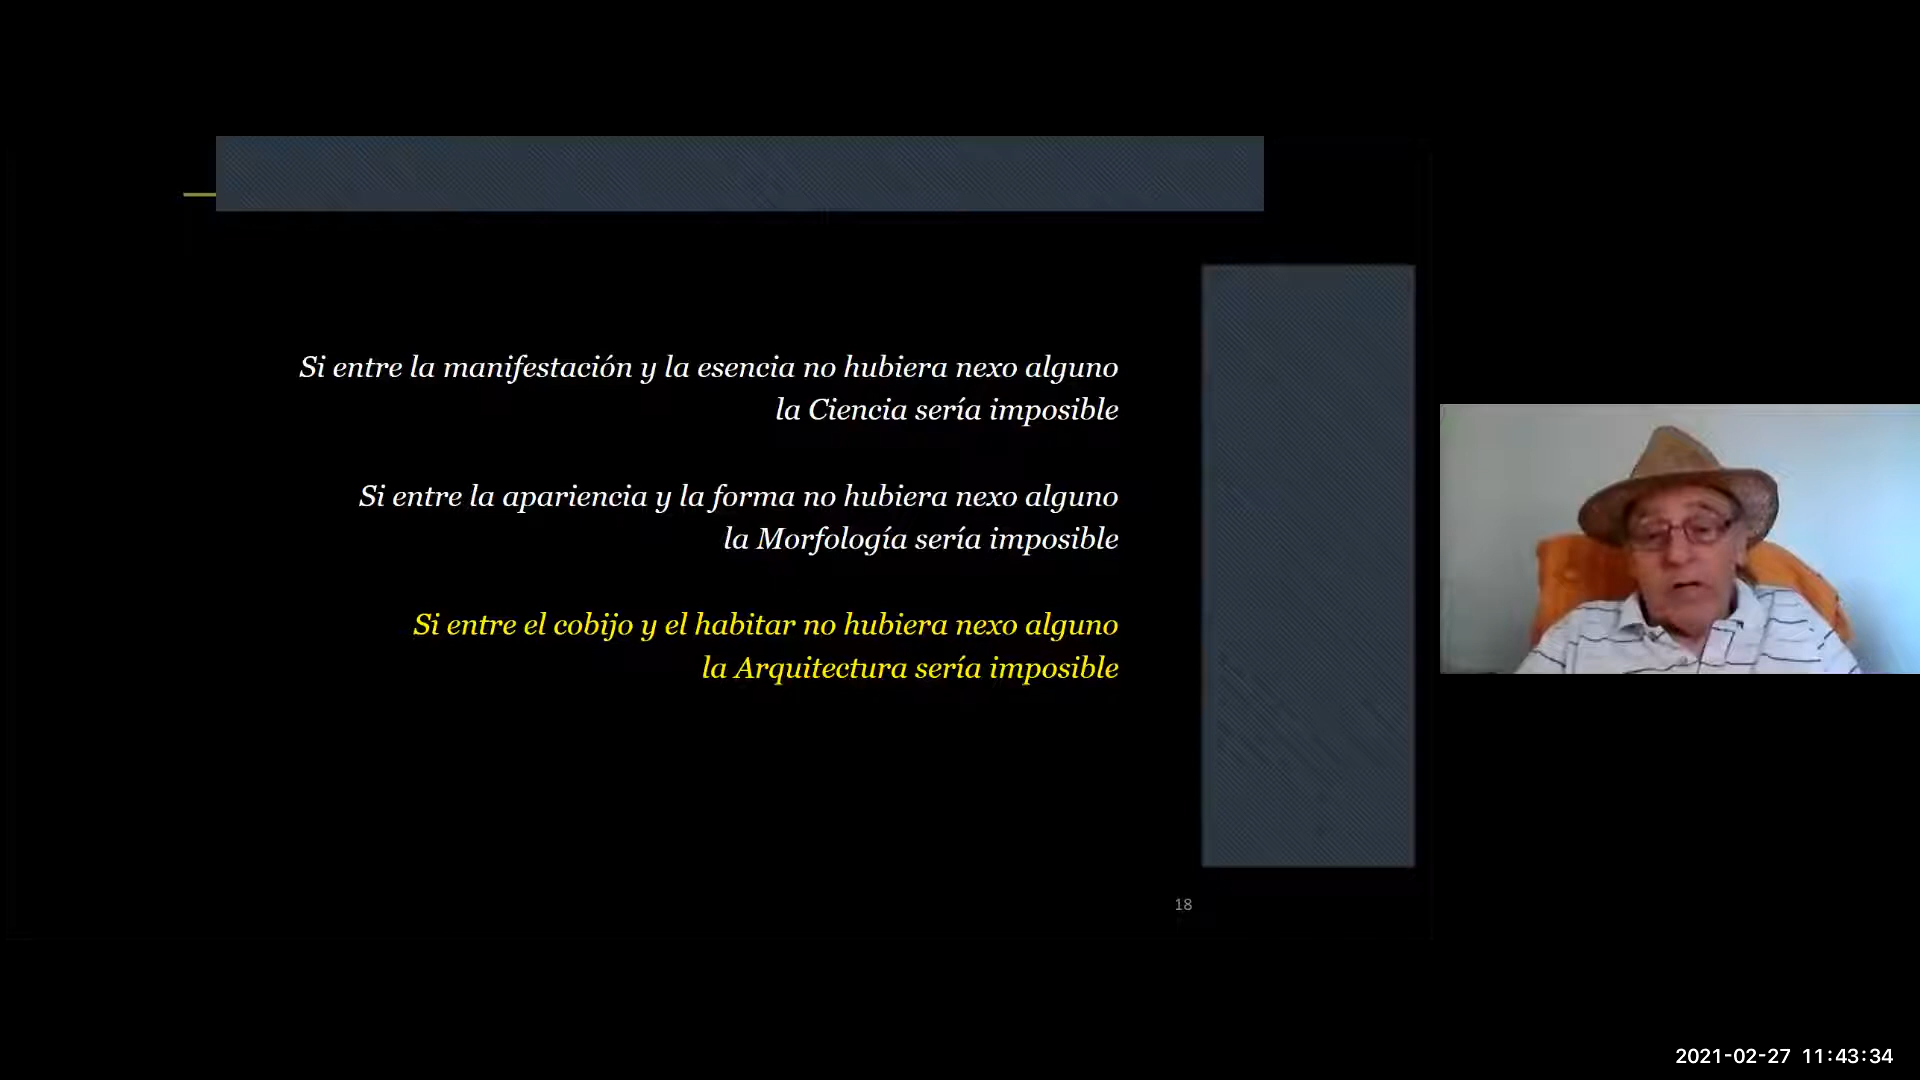 Si entre la manifestación y la esencia no hubiera nexo alguno
la Ciencia sería imposible
Si entre la apariencia y la forma no hubiera nexo alguno
la Morfología sería imposible
Si entre el cobijo y el habitar no hubiera nexo alguno
la Arquitectura sería imposible
18
2021-02-27 11:43:34